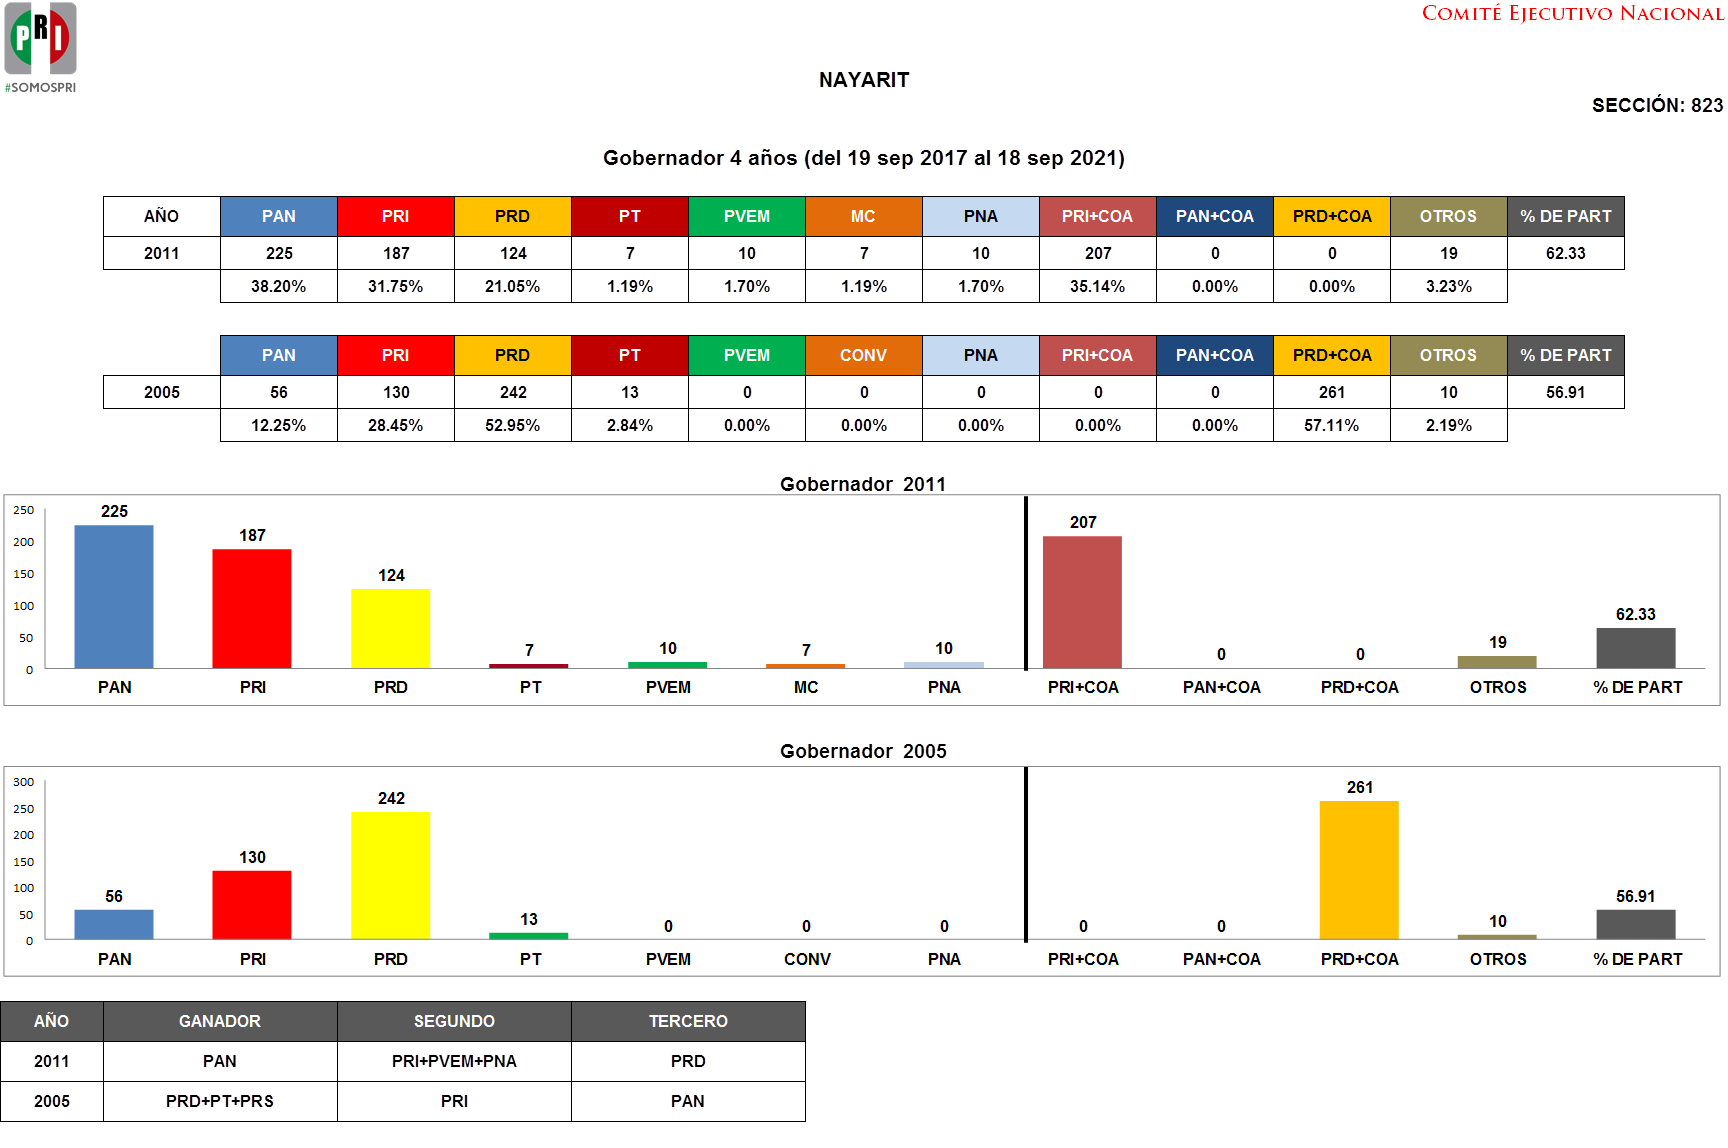 PRI
#SOMOSPRI
COMITÉ EJECUTIVO NACIONAL
NAYARIT
SECCIÓN: 823
Gobernador 4 años (del 19 sep 2017 al 18 sep 2021)
AÑO PAN PRI PRD PT PVEM MC PNA PRI+COA PAN+COA PRD+COA OTROS % DE PART
2011 225 187 124 7 10 7 10 207 0 0 19 62.33
38.20% 31.75% 21.05% 1.19% 1.70% 1.19% 1.70% 35.14% 0.00% 0.00% 3.23%
PAN PRI PRD PT PVEM CONV PNA PRI+COA PAN+COA PRD+COA OTROS % DE PART
2005 56 130 242 13 0 0 0 0 0 261 10 56.91
12.25% 28.45% 52.95% 2.84% 0.00% 0.00% 0.00% 0.00% 0.00% 57.11% 2.19%
Gobernador 2011
250
200
150
100
50
0
225 187 124 7 10 7 10 207 0 0 19 62.33
PAN PRI PRD PT PVEM MC PNA PRI+COA PAN+COA PRD+COA OTROS % DE PART
Gobernador 2005
300
250
200
150
100
50
0
56 130 242 13 0 0 0 0 0 261 10 56.91
PAN PRI PRD PT PVEM CONV PNA PRI+COA PAN+COA PRD+COA OTROS % DE PART
AÑO GANADOR SEGUNDO TERCERO
2011 PAN PRI+PVEM+PNA PRD
2005 PRD+PT+PRS PRI PAN